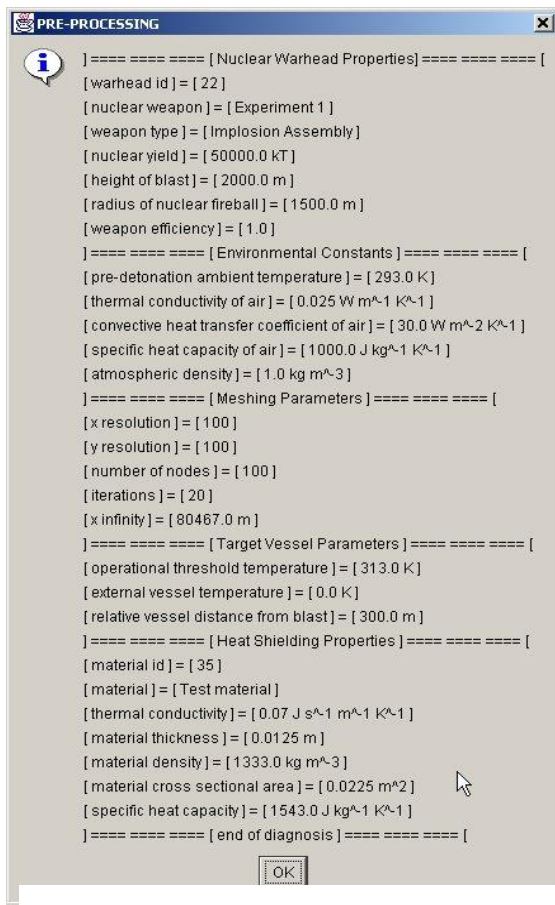 PRE-PROCESSING
] ==== ==== ==== [ Nuclear Warhead Properties] ==== ==== ==== [
[ warhead id ] = [ 22 ]
[ nuclear weapon ] = [ Experiment 1 ]
[ weapon type ] = [ Implosion Assembly ]
[ nuclear yield ] = [ 50000.0 kT ]
[ height of blast ] = [ 2000.0 m ]
[ radius of nuclear fireball ] = [ 1500.0 m ]
[ weapon efficiency ] = [ 1.0 ]
] ==== ==== ==== [ Environmental Constants ] ==== ==== ==== [
[ pre-detonation ambient temperature ] = [ 293.0 K ]
[ thermal conductivity of air ] = [ 0.025 W m^-1 K^-1 ]
[ convective heat transfer coefficient of air ] = [ 30.0 W m^-2 K^-1 ]
[ specific heat capacity of air ] = [ 1000.0 J kg^-1 K^-1 ]
[ atmospheric density ] = [ 1.0 kg m^-3 ]
] ==== ==== ==== [ Meshing Parameters ] ==== ==== ==== [
[ x resolution ] = [ 100 ]
[ y resolution ] = [ 100 ]
[ number of nodes ] = [ 100 ]
[ iterations ] = [ 20 ]
[ x infinity ] = [ 80467.0 m ]
] ==== ==== ==== [ Target Vessel Parameters ] ==== ==== ==== [
[ operational threshold temperature ] = [ 313.0 K ]
[ external vessel temperature ] = [ 0.0 K ]
[ relative vessel distance from blast ] = [ 300.0 m ]
] ==== ==== ==== [ Heat Shielding Properties ] ==== ==== ==== [
[ material id ] = [ 35 ]
[ material ] = [ Test material ]
[ thermal conductivity ] = [ 0.07 J s^-1 m^-1 K^-1 ]
[ material thickness ] = [ 0.0125 m ]
[ material density ] = [ 1333.0 kg m^-3 ]
[ material cross sectional area ] = [ 0.0225 m^2 ]
[ specific heat capacity ] = [ 1543.0 J kg^-1 K^-1 ]
] ==== ==== ==== [ end of diagnosis ] ==== ==== ==== [
OK